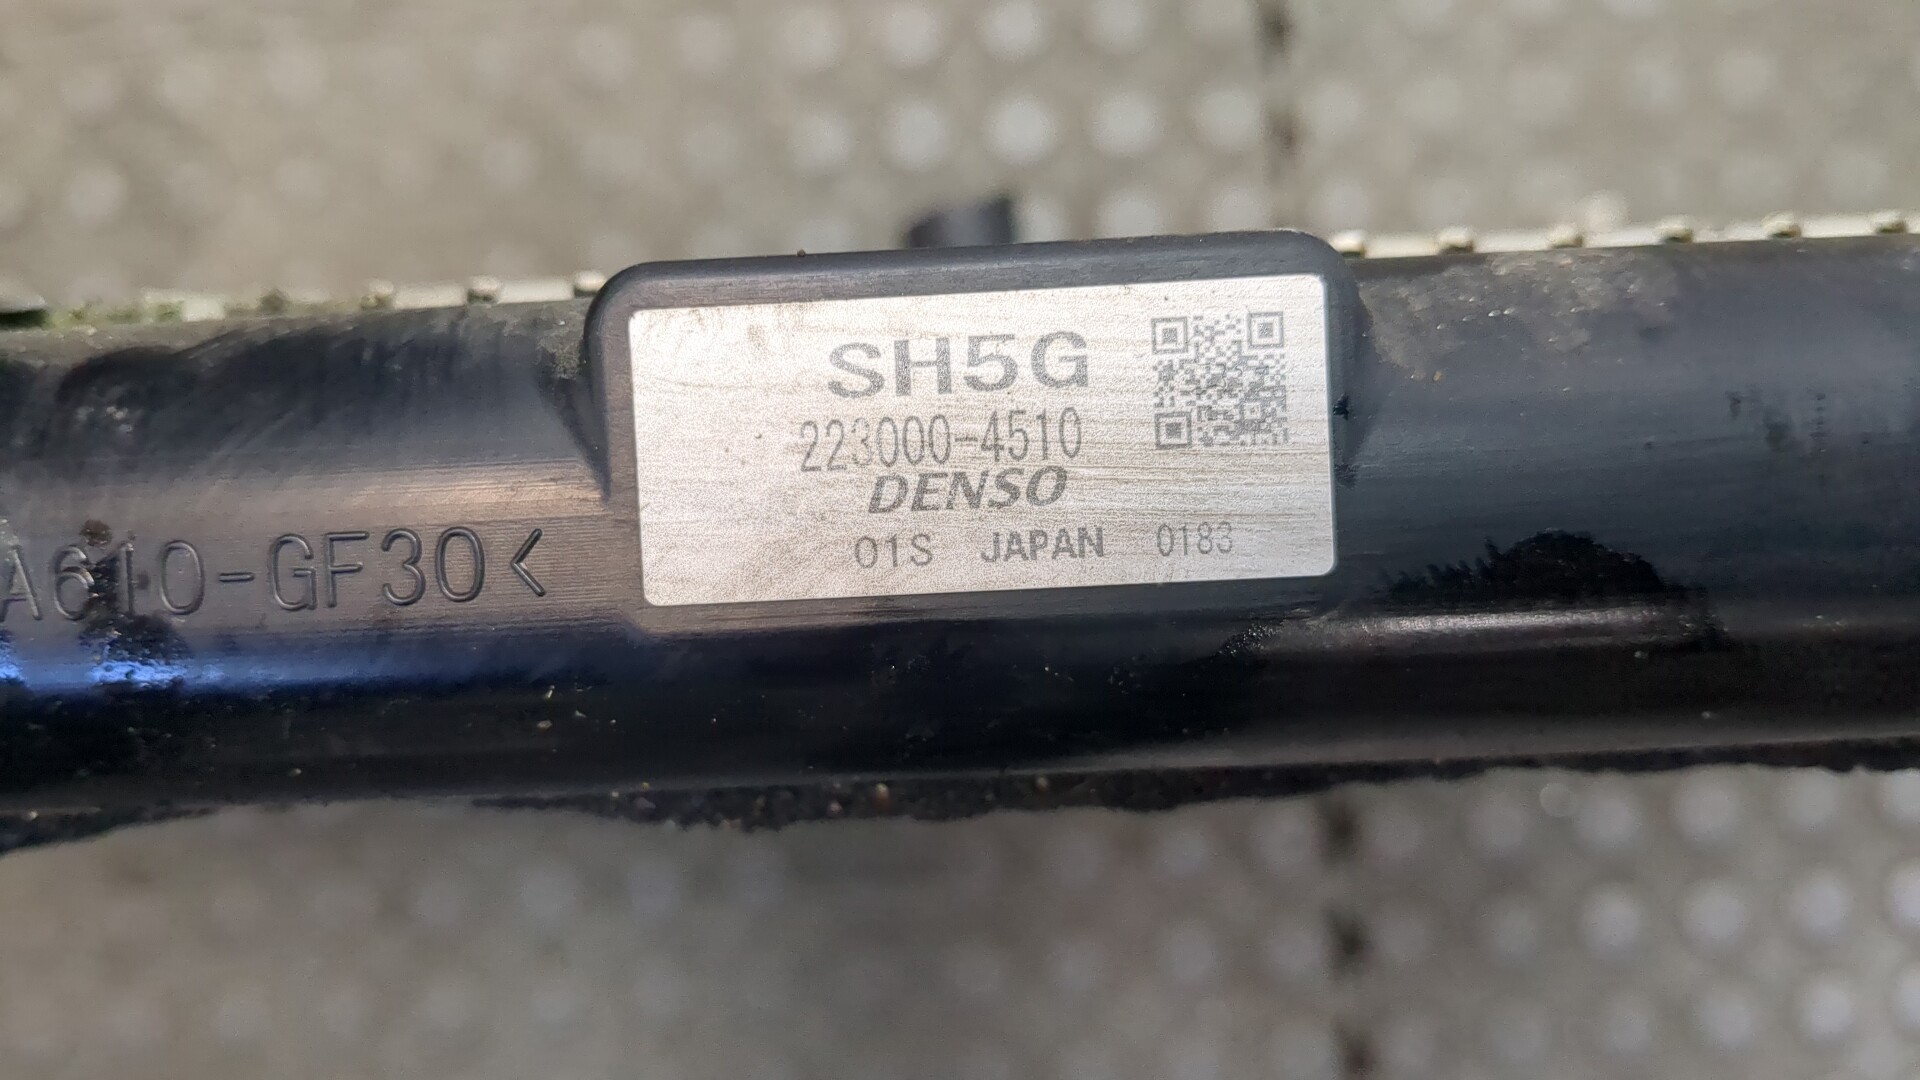 SH5G
223000-4510
DENSO
01S JAPAN 0183
A610-GF30<